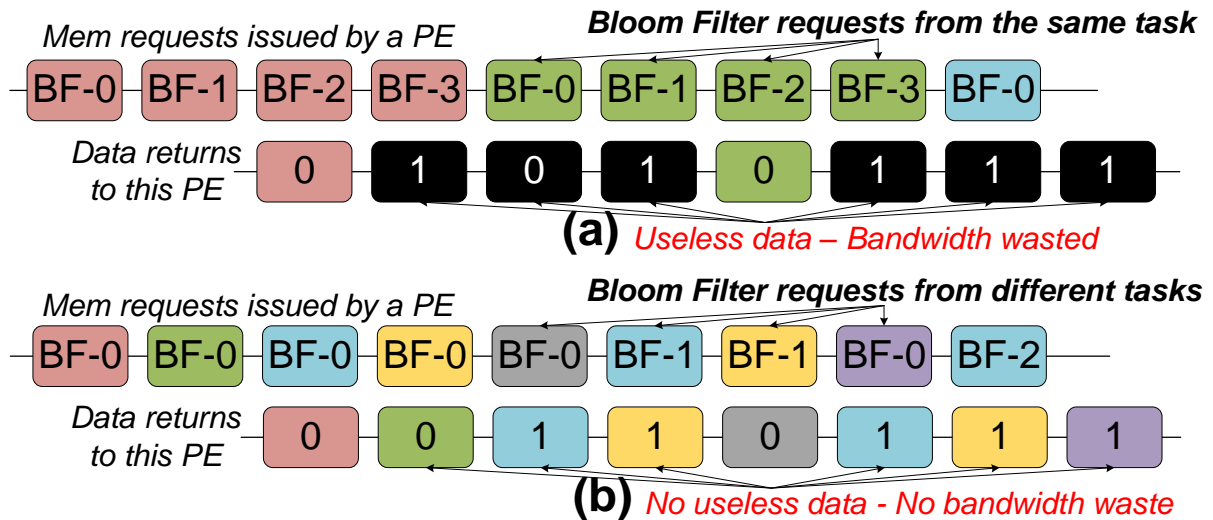 Mem requests issued by a PE
Bloom Filter requests from the same task
BF-0 BF-1 BF-2 BF-3 BF-0 BF-1 BF-2 BF-3 BF-0
Data returns
to this PE
0 1 0 1 0 1 1 1
(a) Useless data – Bandwidth wasted
Mem requests issued by a PE
Bloom Filter requests from different tasks
BF-0 BF-0 BF-0 BF-0 BF-0 BF-1 BF-1 BF-0 BF-2
Data returns
to this PE
0 0 1 1 0 1 1 1
(b) No useless data - No bandwidth waste